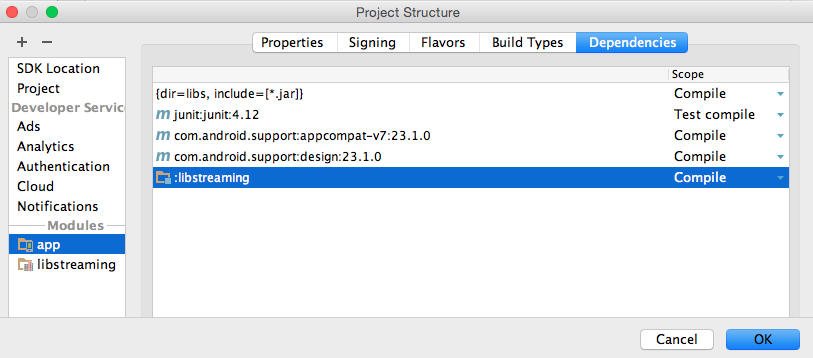 Project Structure
+ −
SDK Location
Project
Developer Servic
Ads
Analytics
Authentication
Cloud
Notifications
Modules
app
libstreaming
Properties Signing Flavors Build Types Dependencies
Scope
{dir=libs, include=[*.jar]} Compile
m junit:junit:4.12 Test compile
m com.android.support:appcompat-v7:23.1.0 Compile
m com.android.support:design:23.1.0 Compile
:libstreaming Compile
Cancel OK